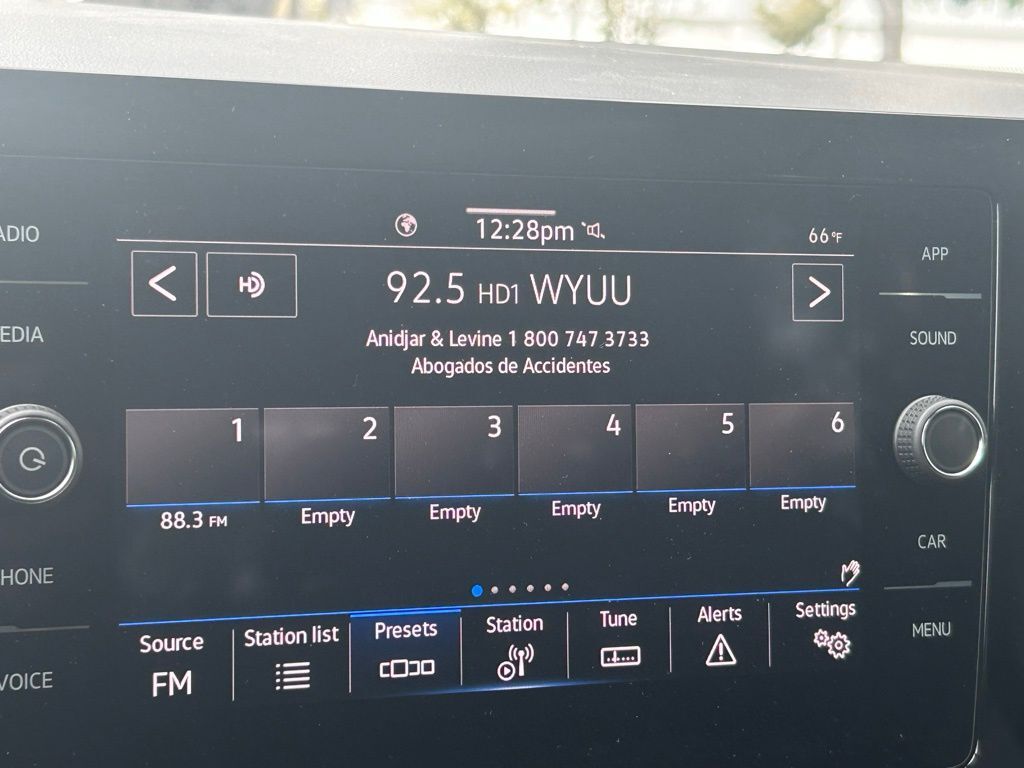 12:28pm
66°F
HD
92.5 HD1 WYUU
Anidjar & Levine 1 800 747 3733
Abogados de Accidentes
1
2
3
4
5
6
88.3 FM
Empty
Empty
Empty
Empty
Empty
Source
FM
Station list
Presets
Station
Tune
Alerts
Settings
ADIO
EDIA
HONE
VOICE
APP
SOUND
CAR
MENU